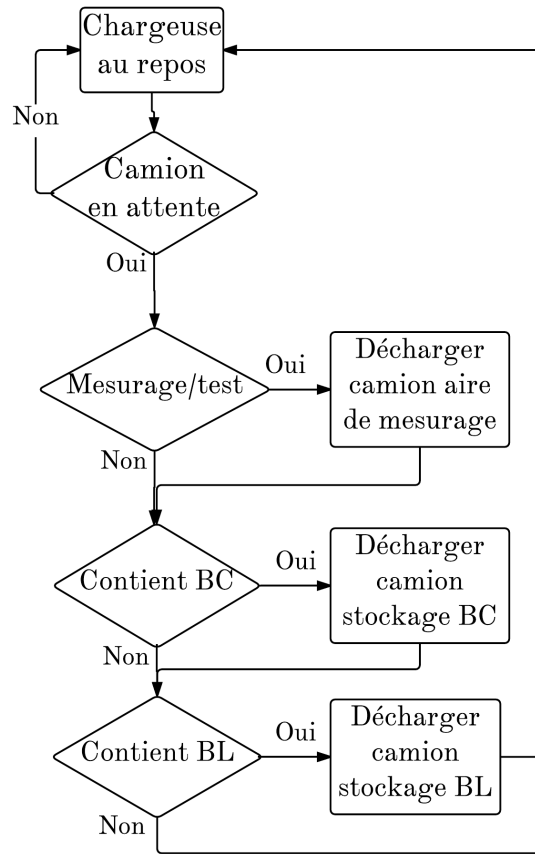 Chargeuse
au repos
Non
Camion
en attente
Oui
Mesurage/test
Oui
Décharger
camion aire
de mesurage
Non
Contient BC
Oui
Décharger
camion
stockage BC
Non
Contient BL
Oui
Décharger
camion
stockage BL
Non